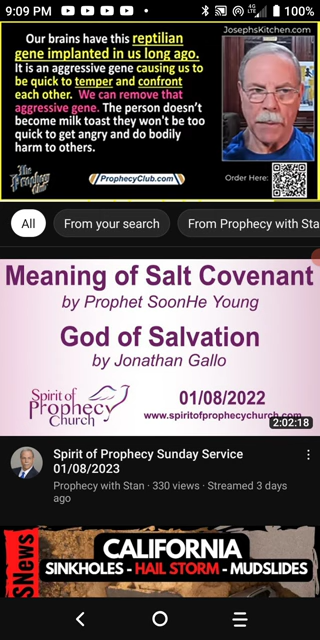 9:09 PM
4G
LTE
100%
Our brains have this reptilian
gene implanted in us long ago.
It is an aggressive gene causing us to
be quick to temper and confront
each other. We can remove that
aggressive gene. The person doesn't
become milk toast they won't be too
quick to get angry and do bodily
harm to others.
JosephsKitchen.com
The
Prophecy
Club
ProphecyClub.com
Order Here:
All
From your search
From Prophecy with Sta
Meaning of Salt Covenant
by Prophet SoonHe Young
God of Salvation
by Jonathan Gallo
Spirit of
Prophecy
Church
01/08/2022
www.spiritofprophecychurch.com
2:02:18
Spirit of Prophecy Sunday Service
01/08/2023
Prophecy with Stan · 330 views · Streamed 3 days
ago
SNews
CALIFORNIA
SINKHOLES - HAIL STORM - MUDSLIDES